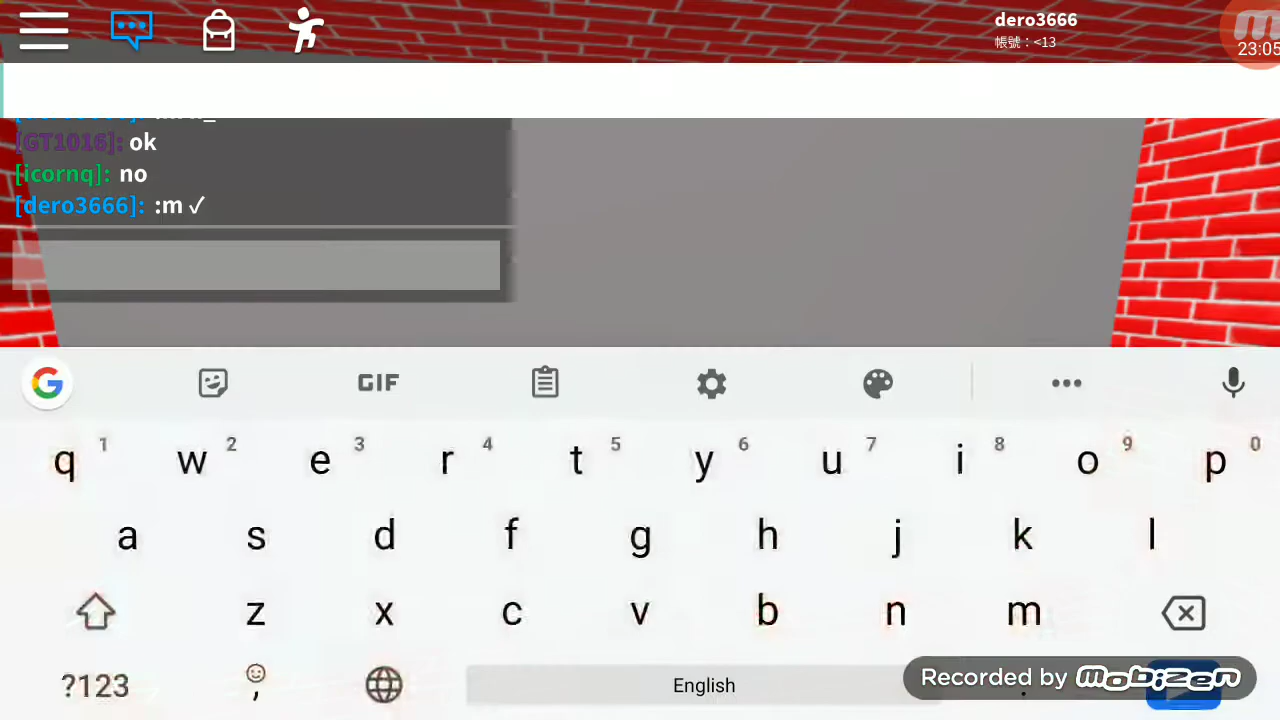 dero3666
帳號：<13
23:05
[GT1016]: ok
[icornq]: no
[dero3666]: :m ✓
G GIF
q 1 w 2 e 3 r 4 t 5 y 6 u 7 i 8 o 9 p 0
a s d f g h j k l
z x c v b n m
?123 , English .
Recorded by mobizen